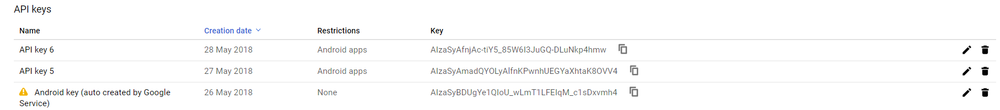 API keys
Name Creation date Restrictions Key
API key 6 28 May 2018 Android apps AIzaSyAfnjAc-tiY5_85W6I3JuGQ-DLuNkp4hmw
API key 5 27 May 2018 Android apps AIzaSyAmadQYOLyAlfnKPwnhUEGYaXhtaK8OVV4
Android key (auto created by Google 26 May 2018 None AIzaSyBDUgYe1QIoU_wLmT1LFEIqM_c1sDxvmh4
Service)